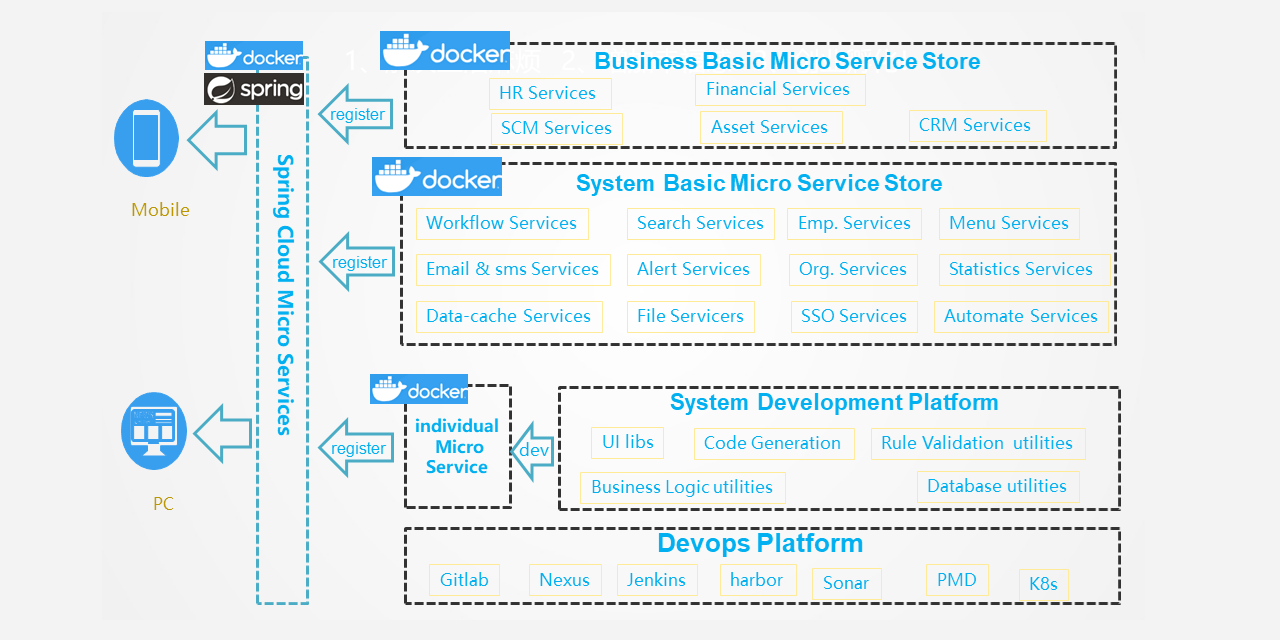 docker
spring
Mobile
PC
Spring Cloud Micro Services
register
docker
1、
项
2.
Business Basic Micro Service Store
HR Services
Financial Services
SCM Services
Asset Services
CRM Services
register
docker
System Basic Micro Service Store
Workflow Services
Search Services
Emp. Services
Menu Services
Email & sms Services
Alert Services
Org. Services
Statistics Services
Data-cache Services
File Servicers
SSO Services
Automate Services
register
docker
individual
Micro
Service
dev
System Development Platform
UI libs
Code Generation
Rule Validation utilities
Business Logic utilities
Database utilities
Devops Platform
Gitlab
Nexus
Jenkins
harbor
Sonar
PMD
K8s